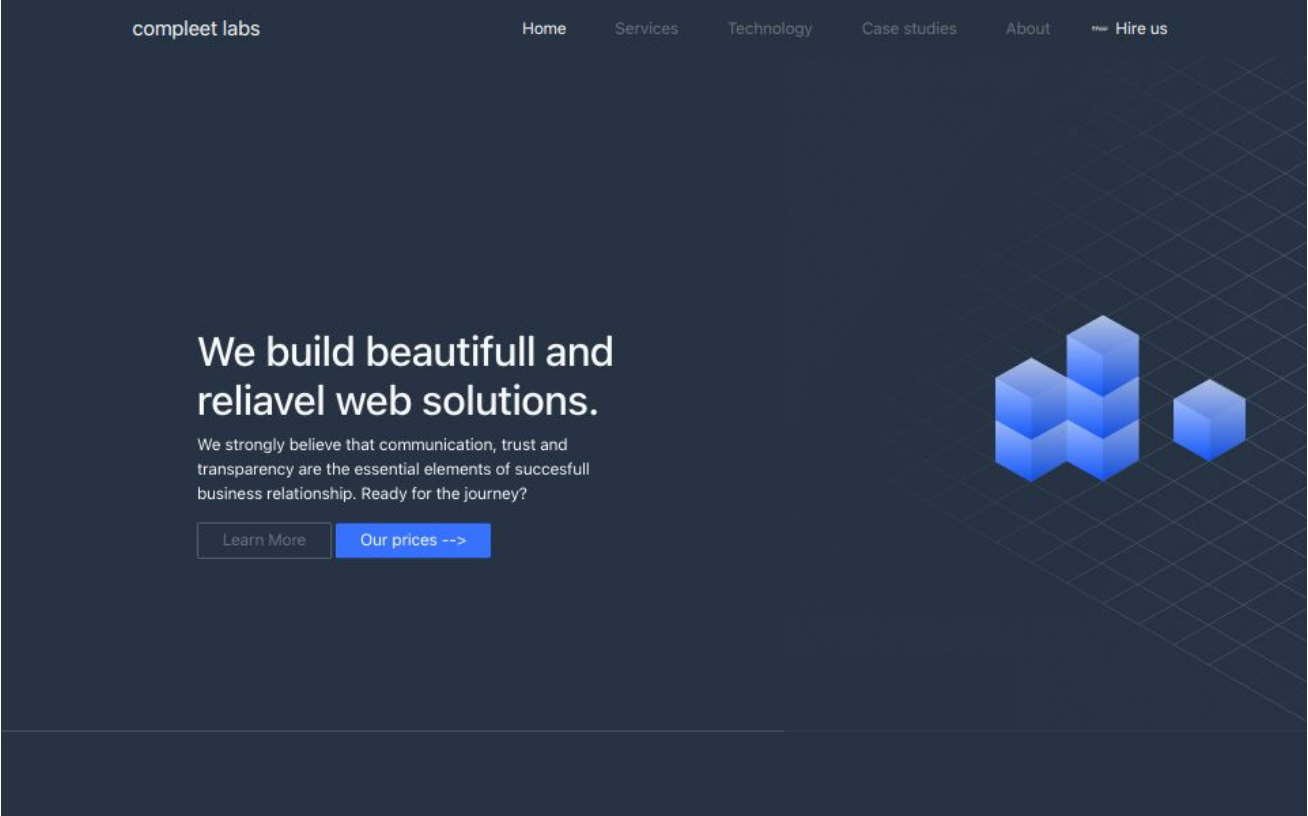 compleet labs
Home Services Technology Case studies About Hire us
We build beautifull and
reliavel web solutions.
We strongly believe that communication, trust and
transparency are the essential elements of succesfull
business relationship. Ready for the journey?
Learn More Our prices -->